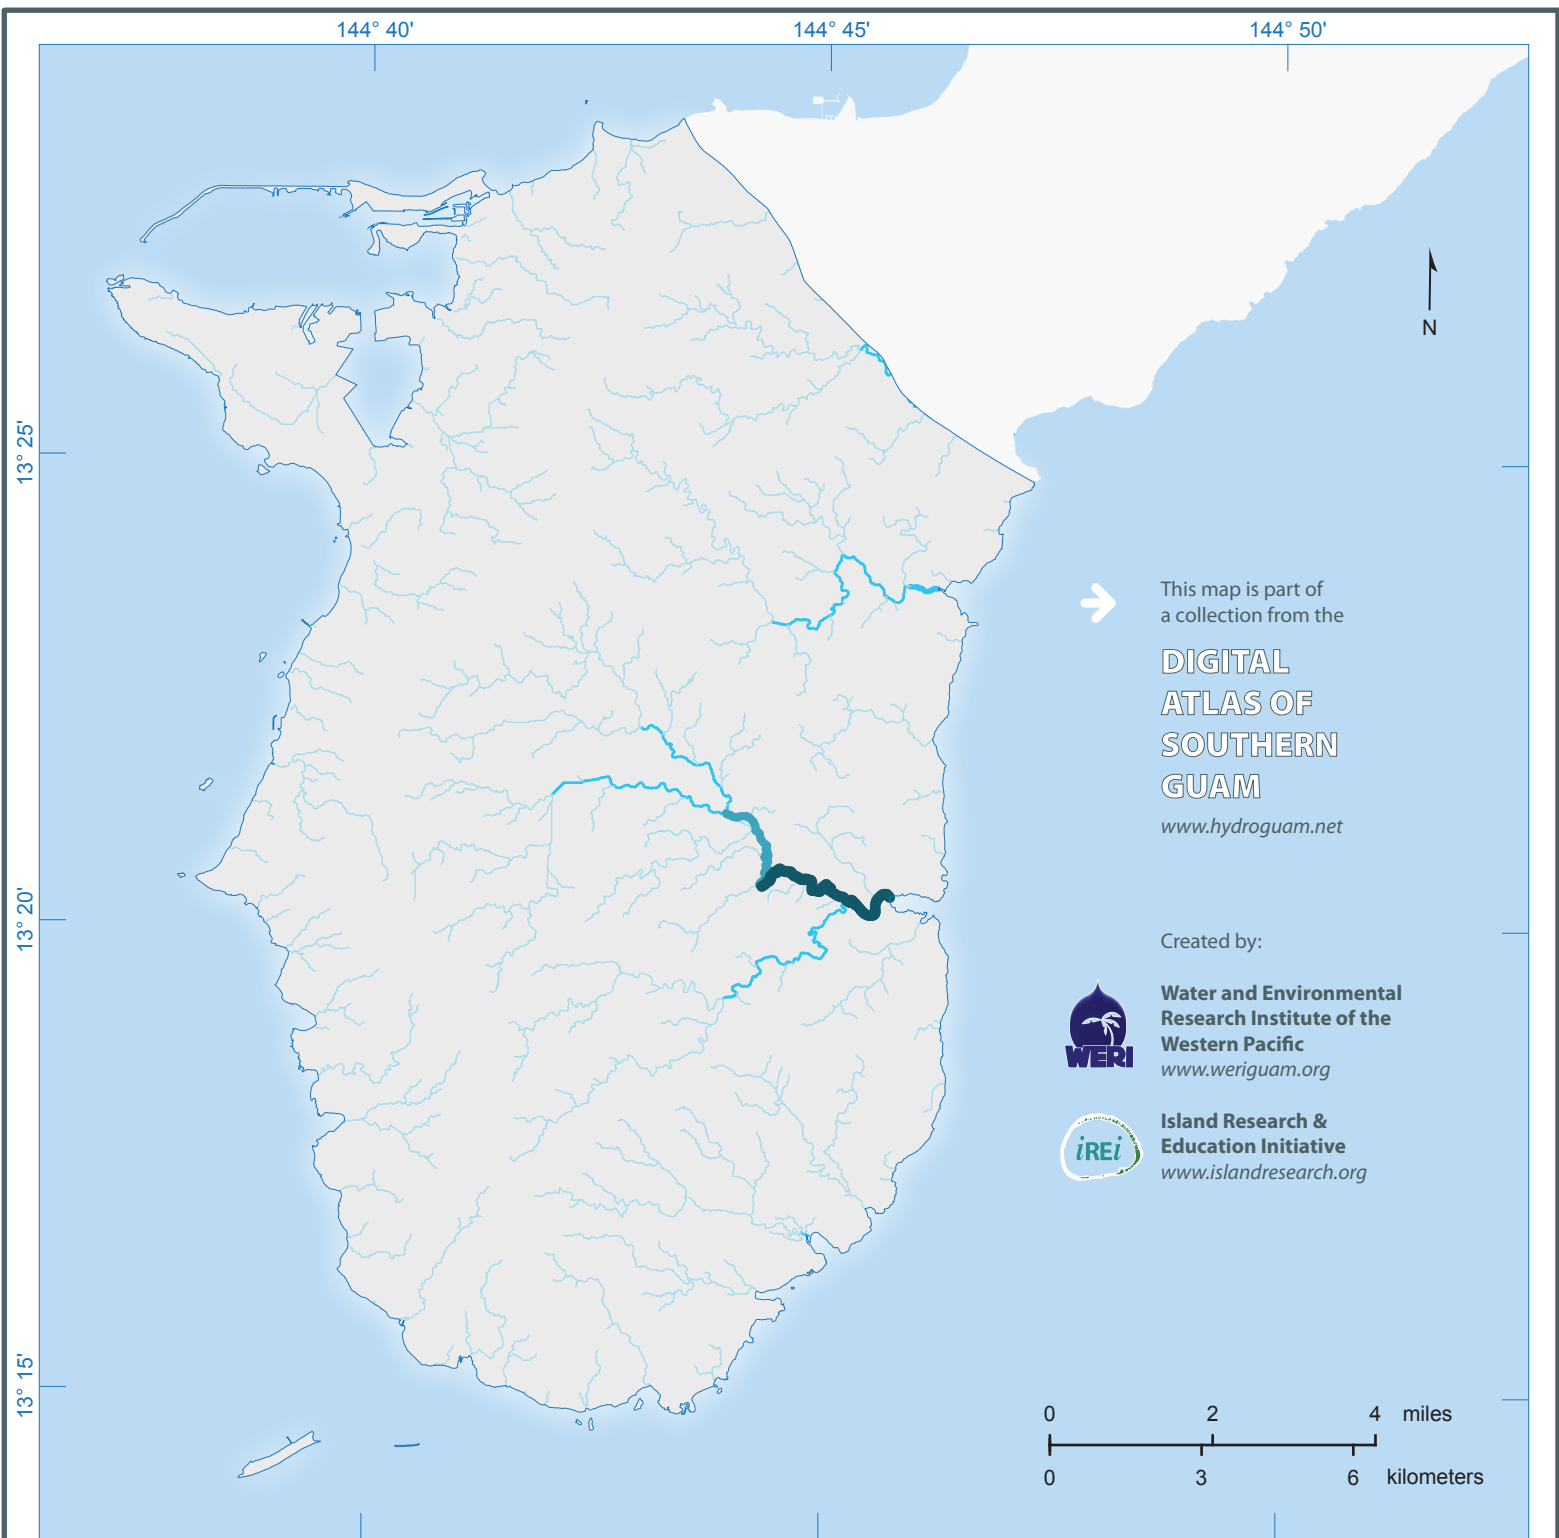 144° 40'
144° 45'
144° 50'
13° 25'
13° 20'
13° 15'
N
This map is part of
a collection from the
DIGITAL
ATLAS OF
SOUTHERN
GUAM
www.hydroguam.net
Created by:
WERI
Water and Environmental
Research Institute of the
Western Pacific
www.weriguam.org
iREi
Island Research &
Education Initiative
www.islandresearch.org
0 2 4 miles
0 3 6 kilometers